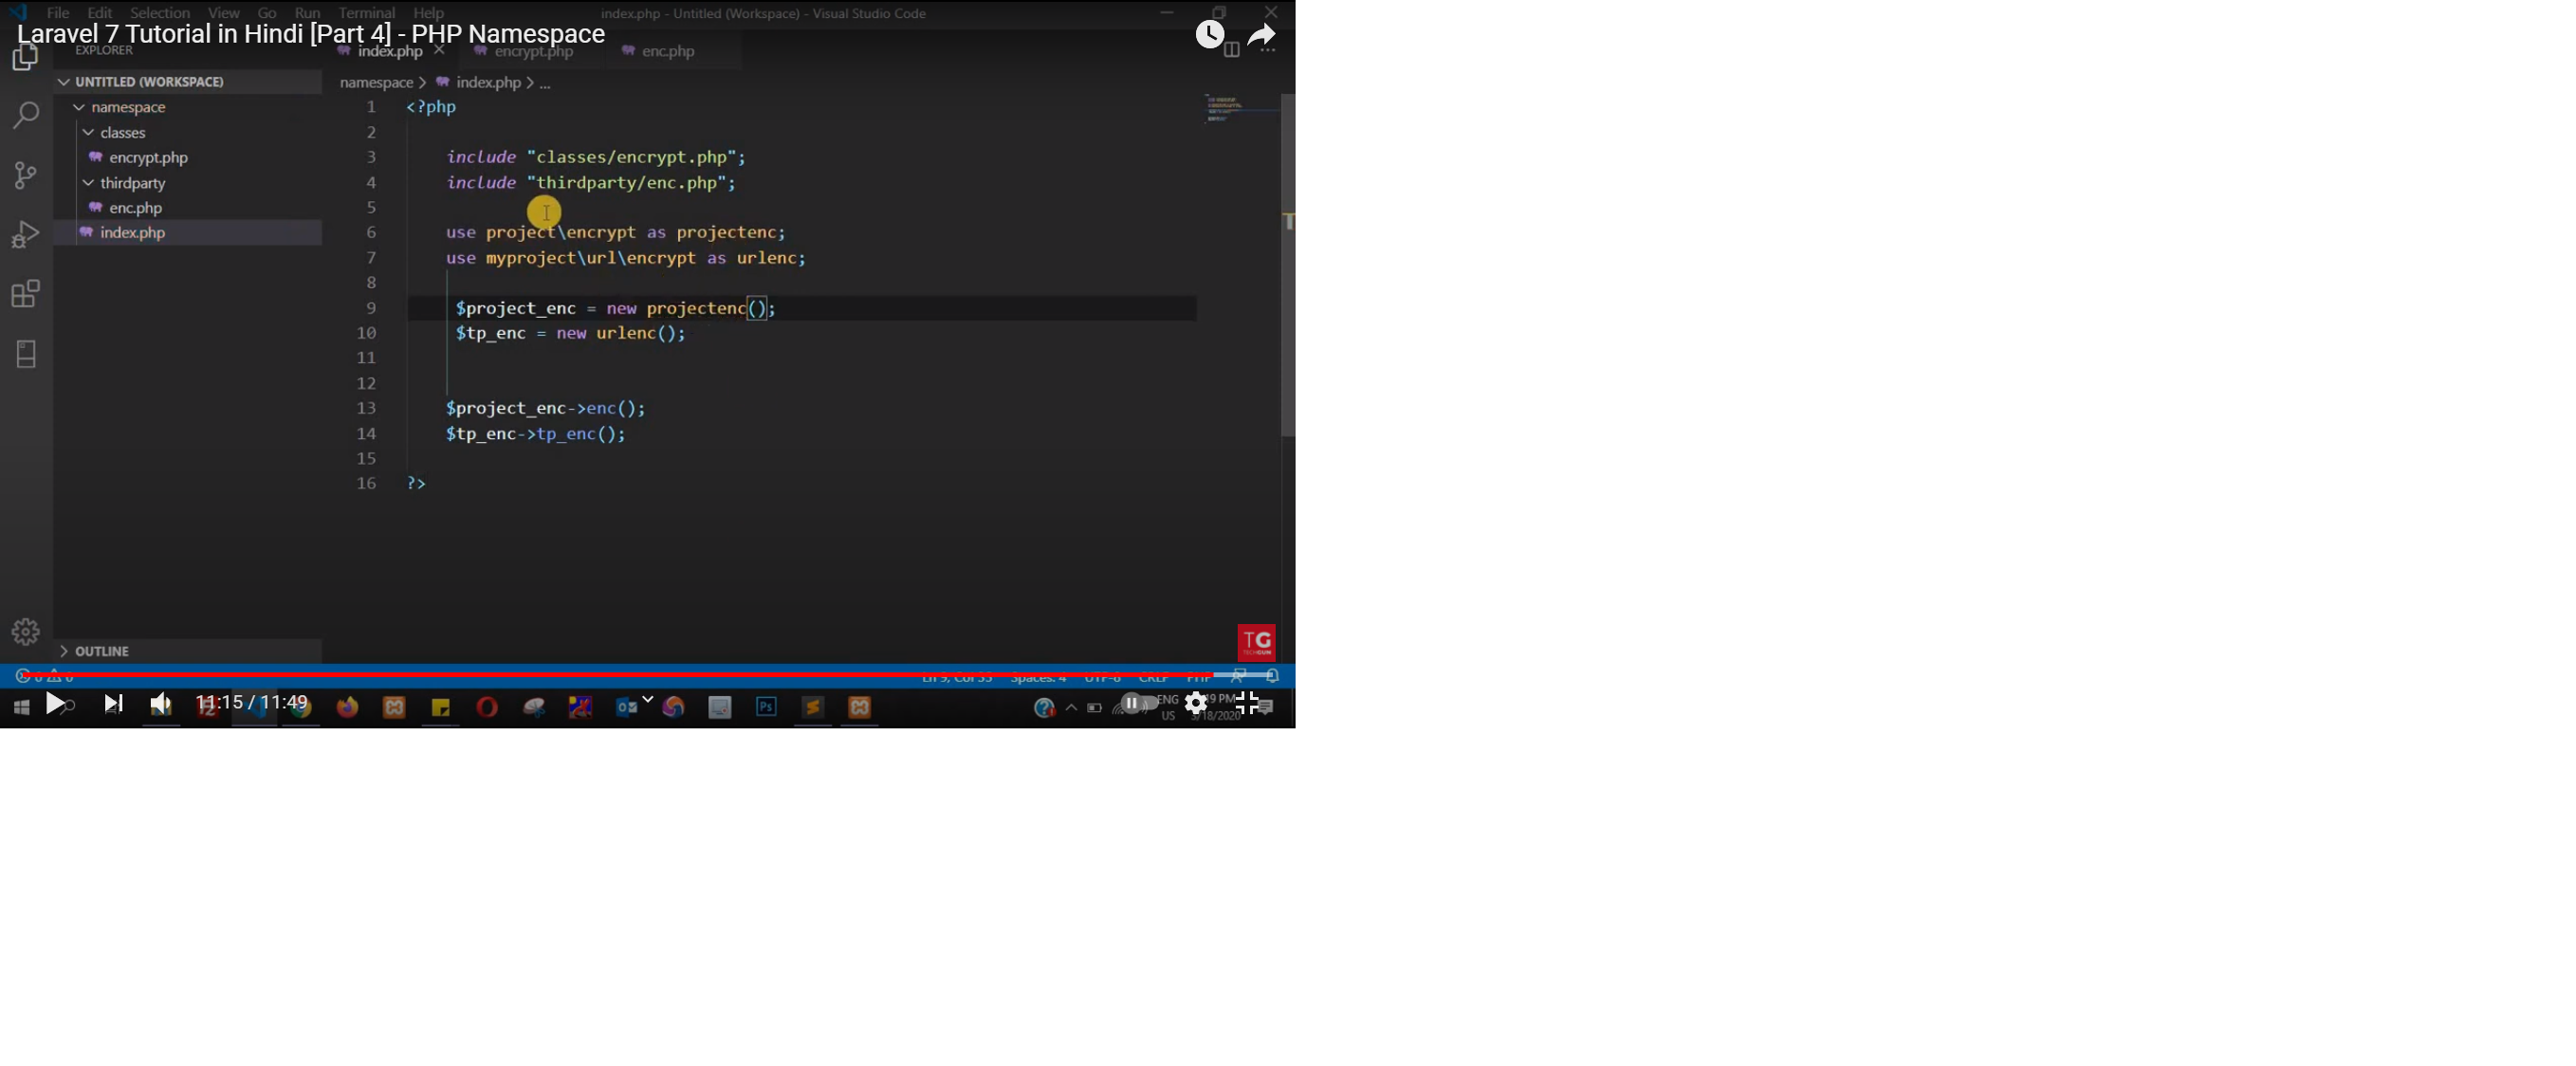 File Edit Selection View Go Run Terminal Help index.php - Untitled (Workspace) - Visual Studio Code
Laravel 7 Tutorial in Hindi [Part 4] - PHP Namespace
EXPLORER
index.php encrypt.php enc.php
UNTITLED (WORKSPACE)
namespace > index.php > ...
namespace
classes
encrypt.php
thirdparty
enc.php
index.php
1 <?php
2
3 include "classes/encrypt.php";
4 include "thirdparty/enc.php";
5
6 use project\encrypt as projectenc;
7 use myproject\url\encrypt as urlenc;
8
9 $project_enc = new projectenc();
10 $tp_enc = new urlenc();
11
12
13 $project_enc->enc();
14 $tp_enc->tp_enc();
15
16 ?>
TG
TECHGUN
OUTLINE
Ln 9, Col 33 Spaces: 4 UTF-8 CRLF PHP
11:15 / 11:49
Ps
ENG
US 3/18/2020